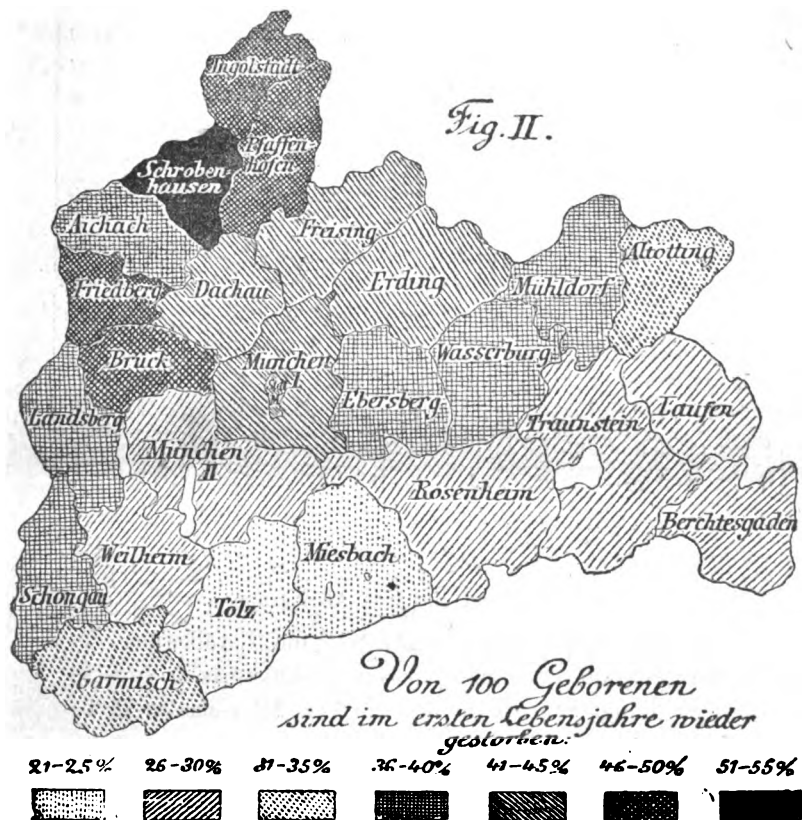 Fig. II.
Ingolstadt
Pfaffen-
hofen
Schroben-
hausen
Aichach
Freising
Altötting
Friedberg
Dachau
Erding
Mühldorf
Bruck
München
I.
Wasserburg
Ebersberg
Landsberg
München
II
Traunstein
Laufen
Rosenheim
Berchtesgaden
Weilheim
Miesbach
Schongau
Tölz
Garmisch
Von 100 Geborenen
sind im ersten Lebensjahre wieder
gestorben:
21-25% 26-30% 31-35% 36-40% 41-45% 46-50% 51-55%